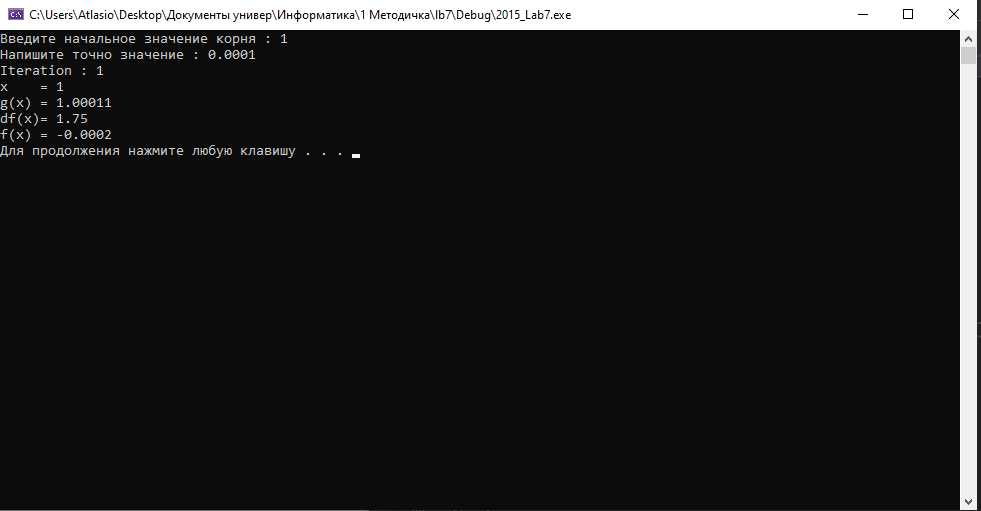 C:\Users\Atlasio\Desktop\Документы универ\Информатика\1 Методичка\lb7\Debug\2015_Lab7.exe
Введите начальное значение корня : 1
Напишите точно значение : 0.0001
Iteration : 1
x    = 1
g(x) = 1.00011
df(x)= 1.75
f(x) = -0.0002
Для продолжения нажмите любую клавишу . . .